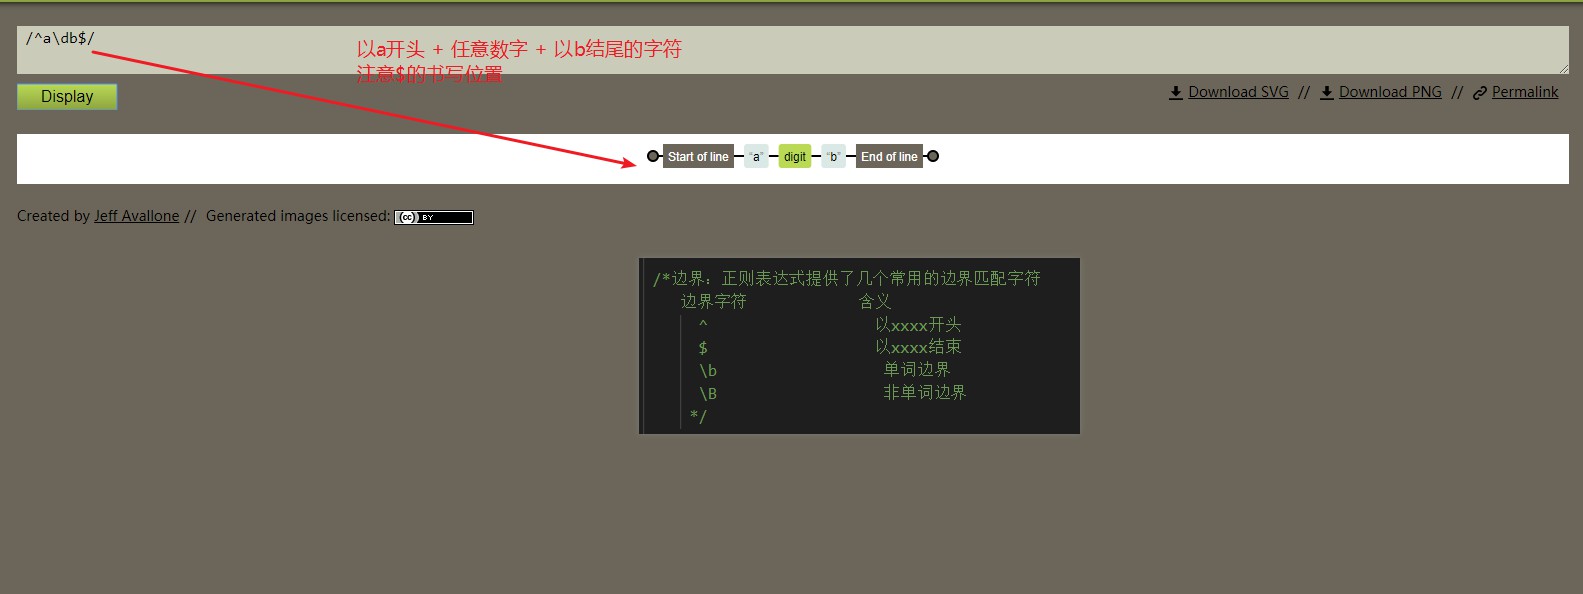 /^a\db$/
以a开头 + 任意数字 + 以b结尾的字符
注意$的书写位置
Display
Download SVG // Download PNG // Permalink
Start of line "a" digit "b" End of line
Created by Jeff Avallone // Generated images licensed: cc BY
/*边界：正则表达式提供了几个常用的边界匹配字符
边界字符 含义
^ 以xxxx开头
$ 以xxxx结束
\b 单词边界
\B 非单词边界
*/